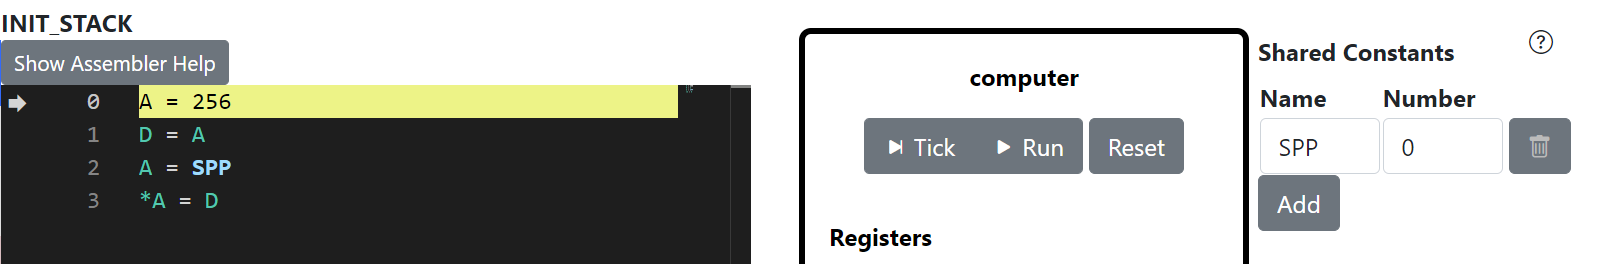 INIT_STACK
Show Assembler Help
0 A = 256
1 D = A
2 A = SPP
3 *A = D
computer
Tick Run Reset
Registers
Shared Constants ?
Name Number
SPP 0
Add